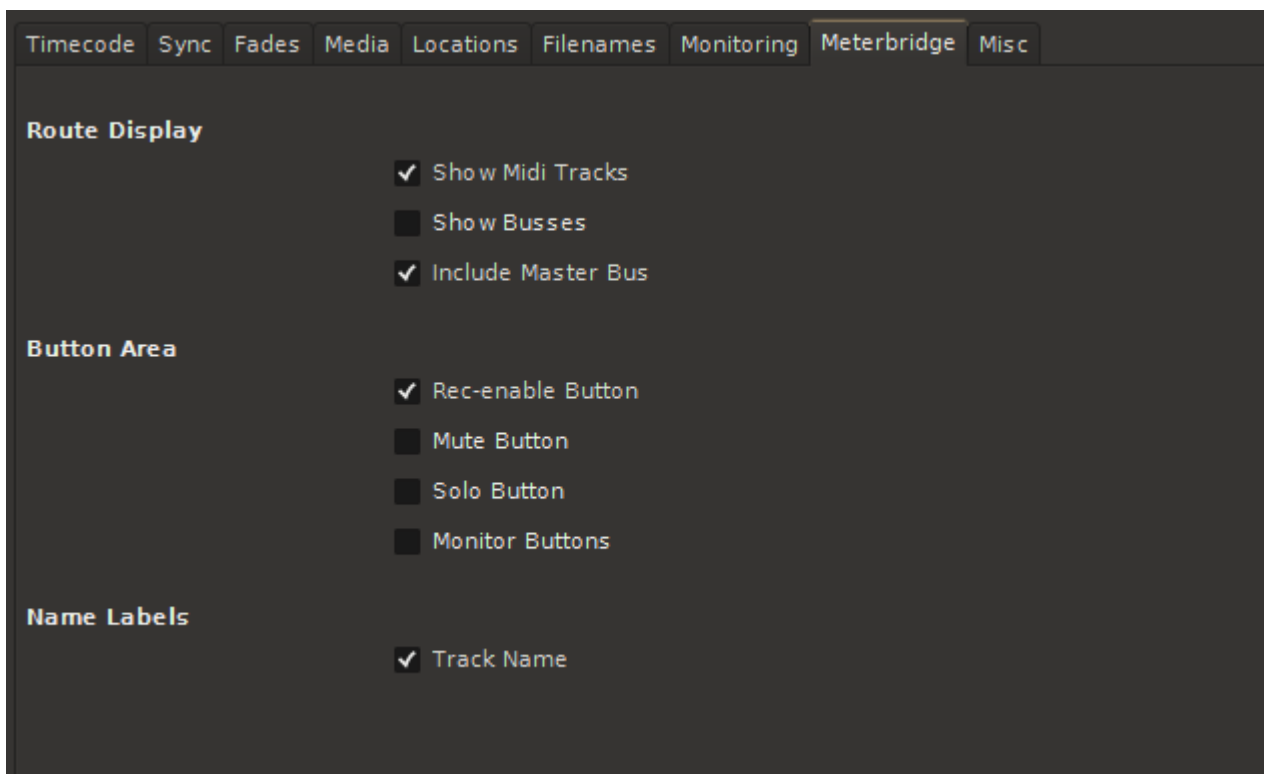 Timecode Sync Fades Media Locations Filenames Monitoring Meterbridge Misc
Route Display
Show Midi Tracks
Show Busses
Include Master Bus
Button Area
Rec-enable Button
Mute Button
Solo Button
Monitor Buttons
Name Labels
Track Name